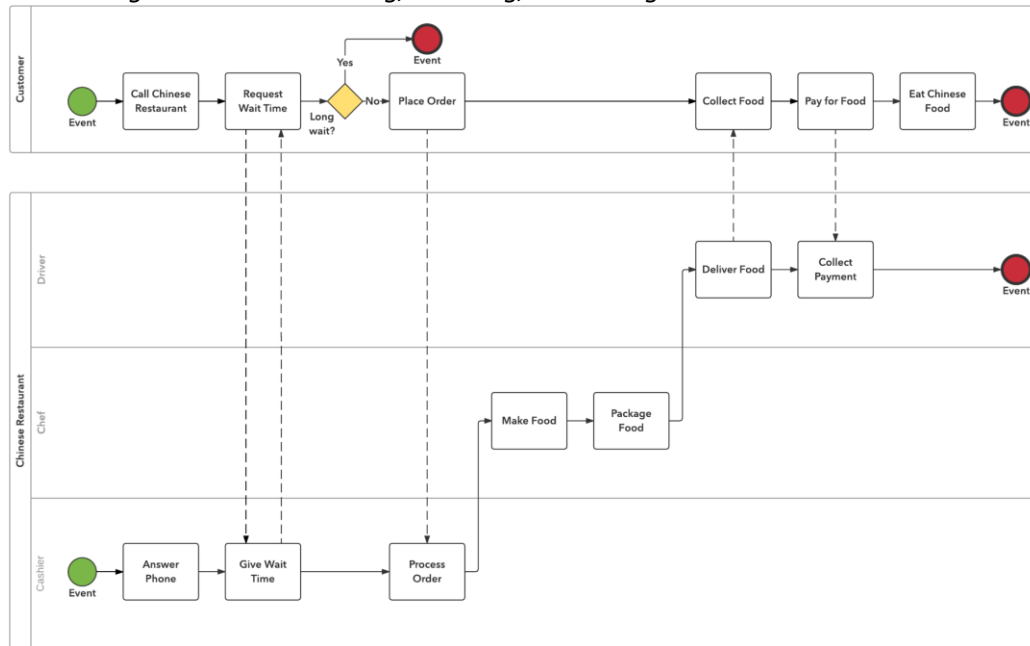 Customer
Yes
Event
Call Chinese
Restaurant
Request
Wait Time
No
Place Order
Collect Food
Pay for Food
Eat Chinese
Food
Event
Long
wait?
Event
Chinese Restaurant
Driver
Deliver Food
Collect
Payment
Event
Chef
Make Food
Package
Food
Cashier
Answer
Phone
Give Wait
Time
Process
Order
Event